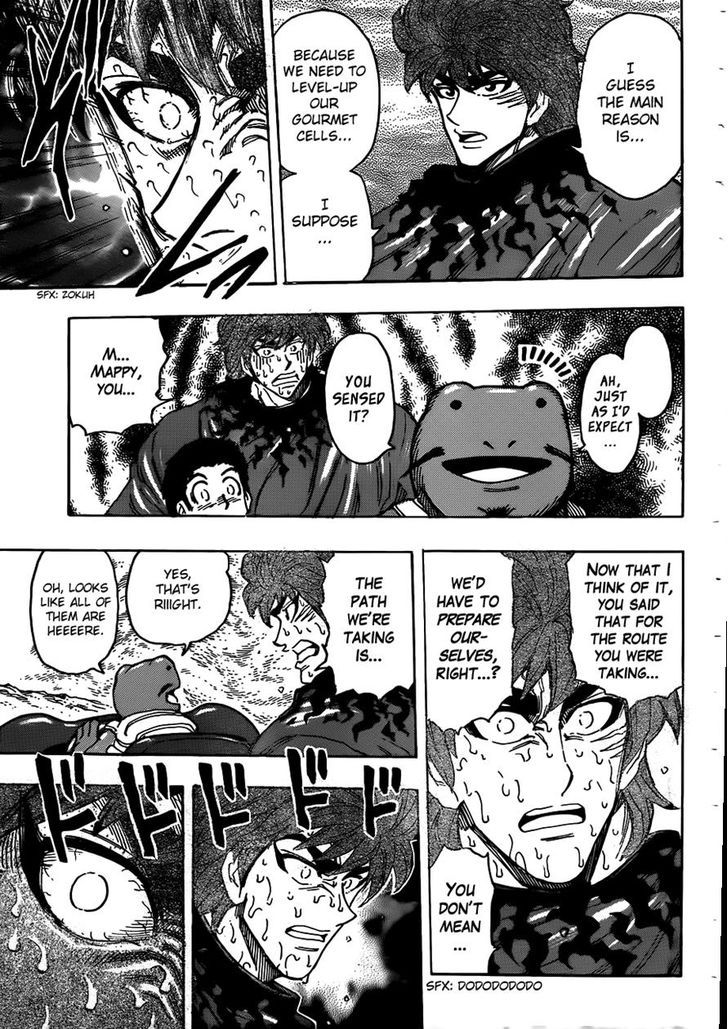 I
GUESS
THE MAIN
REASON
IS...
BECAUSE
WE NEED TO
LEVEL-UP
OUR
GOURMET
CELLS...
I
SUPPOSE
...
SFX: ZOKUH
AH,
JUST
AS I'D
EXPECT
...
YOU
SENSED
IT?
M...
MAPPY,
YOU...
NOW THAT I
THINK OF IT,
YOU SAID
THAT FOR
THE ROUTE
YOU WERE
TAKING...
WE'D
HAVE TO
PREPARE
OUR-
SELVES,
RIGHT...?
YOU
DON'T
MEAN
...
THE
PATH
WE'RE
TAKING
IS...
YES,
THAT'S
RIIIGHT.
OH, LOOKS
LIKE ALL OF
THEM ARE
HEEEERE.
ドドドドド
SFX: DODODODODO